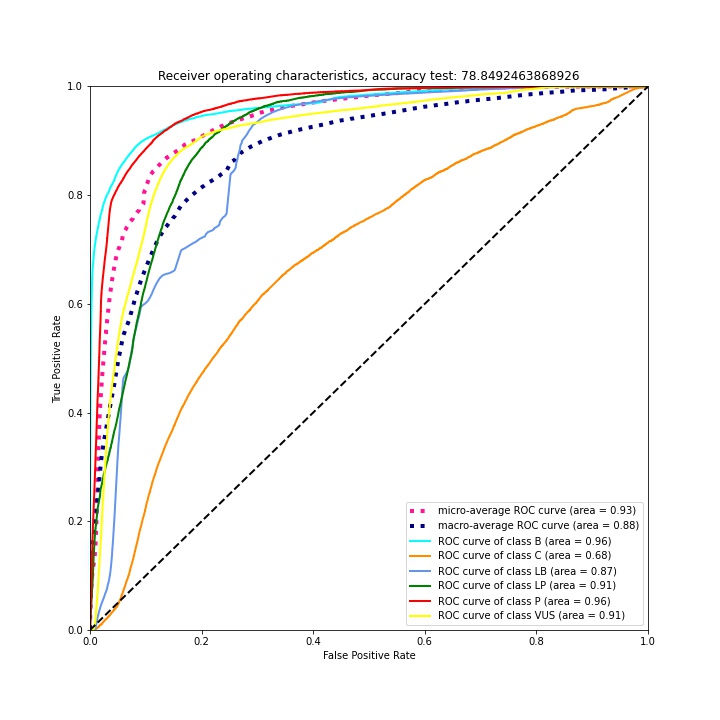 Receiver operating characteristics, accuracy test: 78.8492463868926
1.0
0.8
0.6
0.4
0.2
0.0
True Positive Rate
micro-average ROC curve (area = 0.93)
macro-average ROC curve (area = 0.88)
ROC curve of class B (area = 0.96)
ROC curve of class C (area = 0.68)
ROC curve of class LB (area = 0.87)
ROC curve of class LP (area = 0.91)
ROC curve of class P (area = 0.96)
ROC curve of class VUS (area = 0.91)
0.0 0.2 0.4 0.6 0.8 1.0
False Positive Rate